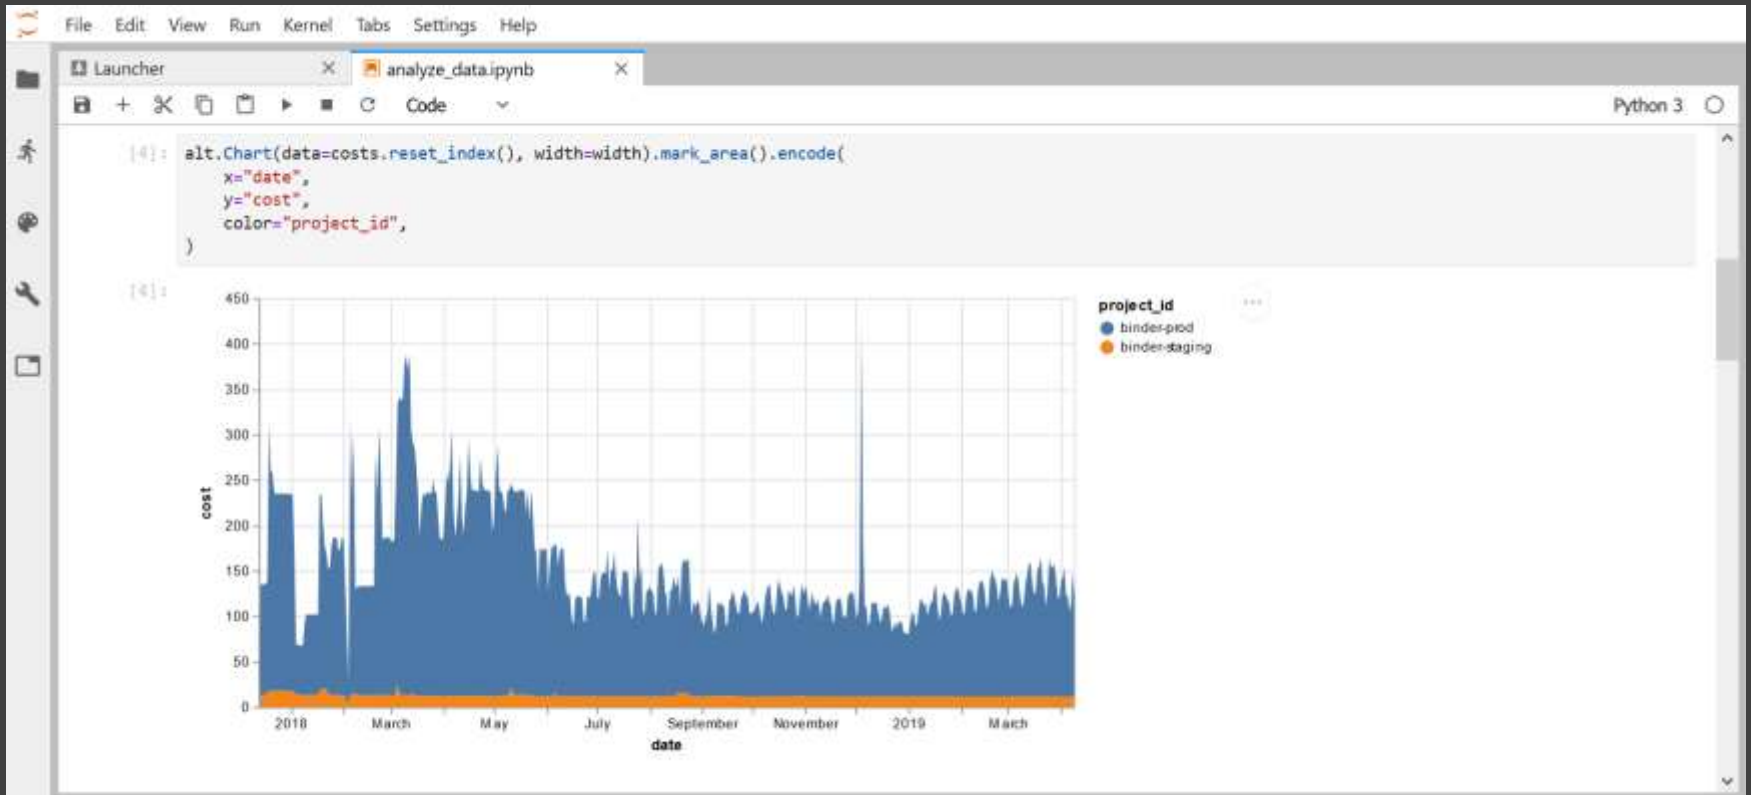 File Edit View Run Kernel Tabs Settings Help
Launcher
analyze_data.ipynb
Code
Python 3
[4]:
alt.Chart(data=costs.reset_index(), width=width).mark_area().encode(
x="date",
y="cost",
color="project_id",
)
[4]:
450
400
350
300
250
200
150
100
50
0
cost
2018 March May July September November 2019 March
date
project_id
binder-prod
binder-staging